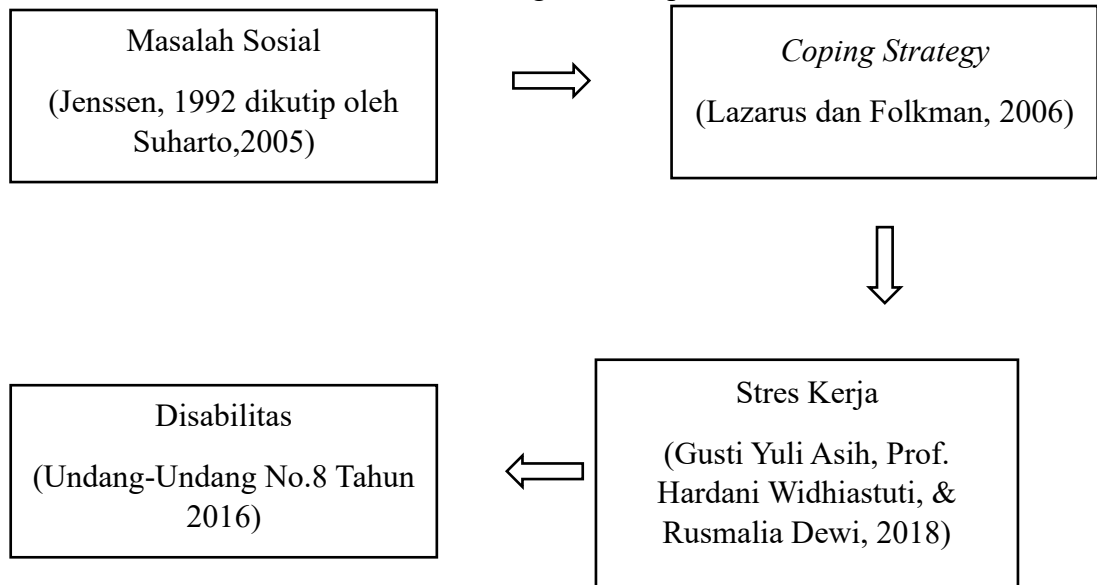 Masalah Sosial
(Jenssen, 1992 dikutip oleh
Suharto,2005)
Coping Strategy
(Lazarus dan Folkman, 2006)
Stres Kerja
(Gusti Yuli Asih, Prof.
Hardani Widhiastuti, &
Rusmalia Dewi, 2018)
Disabilitas
(Undang-Undang No.8 Tahun
2016)